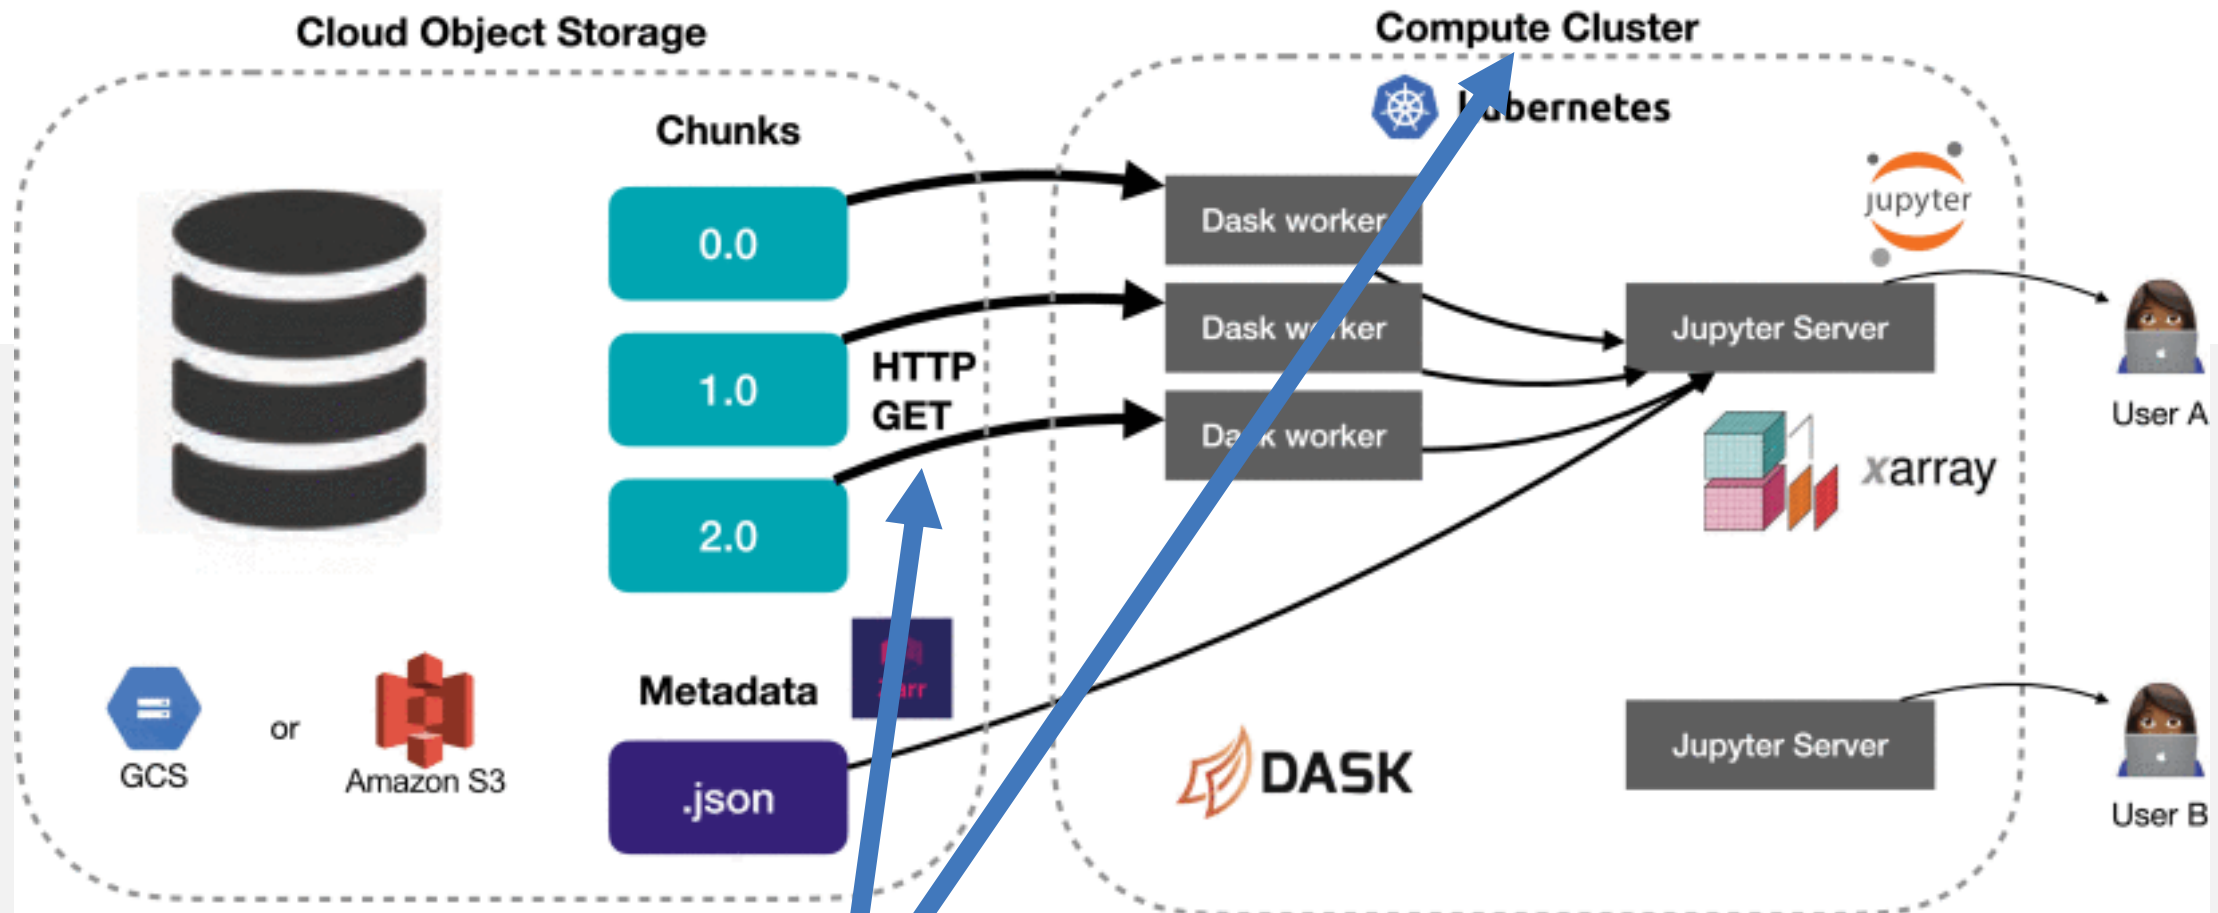 Cloud Object Storage
Compute Cluster
kubernetes
Chunks
jupyter
0.0
Dask worker
1.0
Dask worker
Jupyter Server
HTTP
GET
User A
2.0
Dask worker
xarray
Zarr
Metadata
GCS
or
Amazon S3
.json
DASK
Jupyter Server
User B